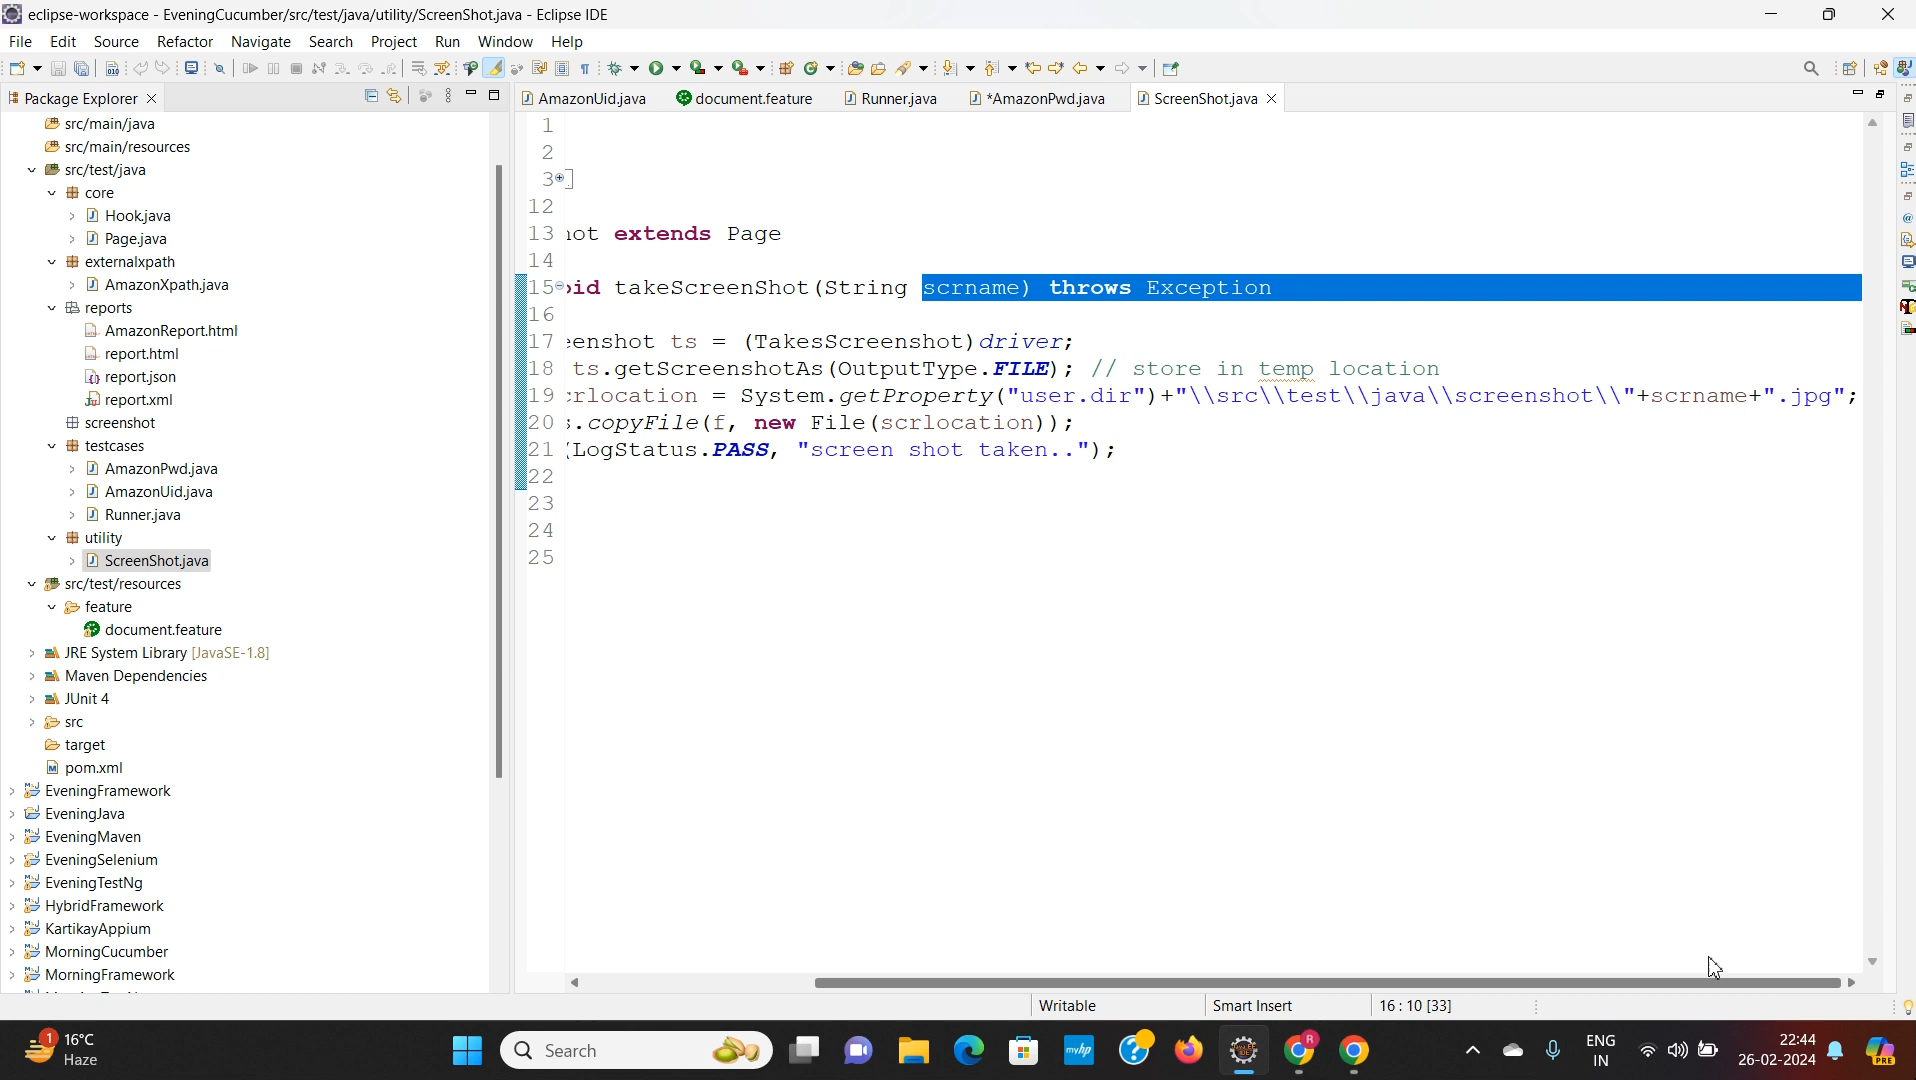 eclipse-workspace - EveningCucumber/src/test/java/utility/ScreenShot.java - Eclipse IDE
File Edit Source Refactor Navigate Search Project Run Window Help
Package Explorer
AmazonUid.java document.feature Runner.java *AmazonPwd.java ScreenShot.java
src/main/java
src/main/resources
src/test/java
core
Hook.java
Page.java
externalxpath
AmazonXpath.java
reports
AmazonReport.html
report.html
report.json
report.xml
screenshot
testcases
AmazonPwd.java
AmazonUid.java
Runner.java
utility
ScreenShot.java
src/test/resources
feature
document.feature
JRE System Library [JavaSE-1.8]
Maven Dependencies
JUnit 4
src
target
pom.xml
EveningFramework
EveningJava
EveningMaven
EveningSelenium
EveningTestNg
HybridFramework
KartikayAppium
MorningCucumber
MorningFramework
1
2
3
12
13 hot extends Page
14
15 oid takeScreenShot(String scrname) throws Exception
16
17 eenshot ts = (TakesScreenshot)driver;
18 ts.getScreenshotAs(OutputType.FILE); // store in temp location
19 crlocation = System.getProperty("user.dir")+"\\src\\test\\java\\screenshot\\"+scrname+".jpg";
20 s.copyFile(f, new File(scrlocation));
21 (LogStatus.PASS, "screen shot taken..");
22
23
24
25
Writable Smart Insert 16 : 10 [33]
1 16°C
Haze
Search
myhp
R
ENG
IN
22:44
26-02-2024
PRE